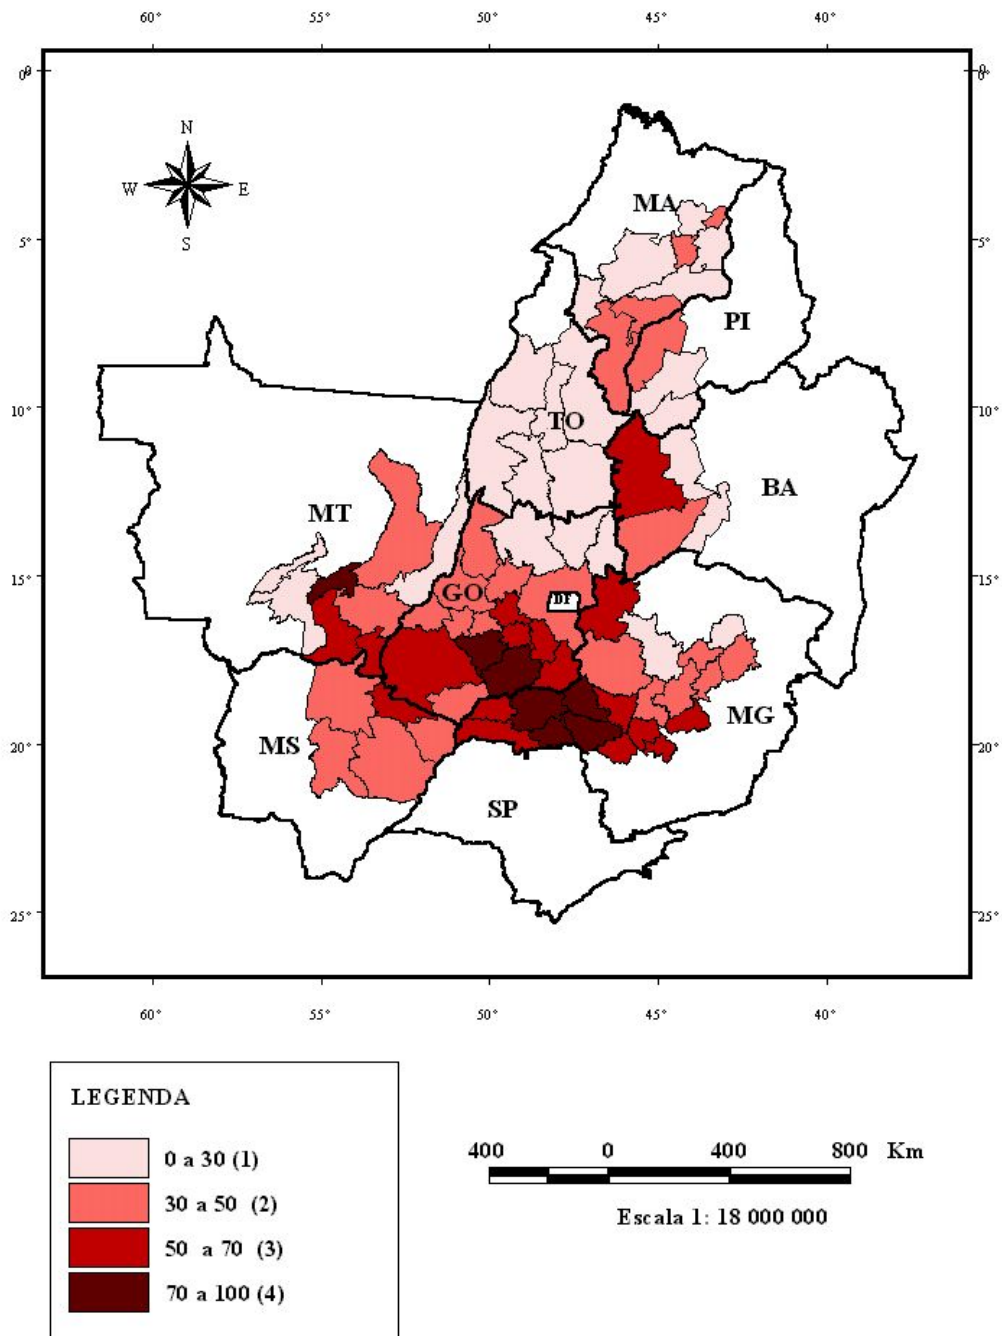 60° 55° 50° 45° 40°
0° 0°
N
W E
S
MA
5° 5°
PI
10° 10°
TO
BA
MT
15° 15°
GO DF
MG
MS
20° 20°
SP
25° 25°
60° 55° 50° 45° 40°
LEGENDA
0 a 30 (1)
30 a 50 (2)
50 a 70 (3)
70 a 100 (4)
400 0 400 800 Km
Escala 1: 18 000 000